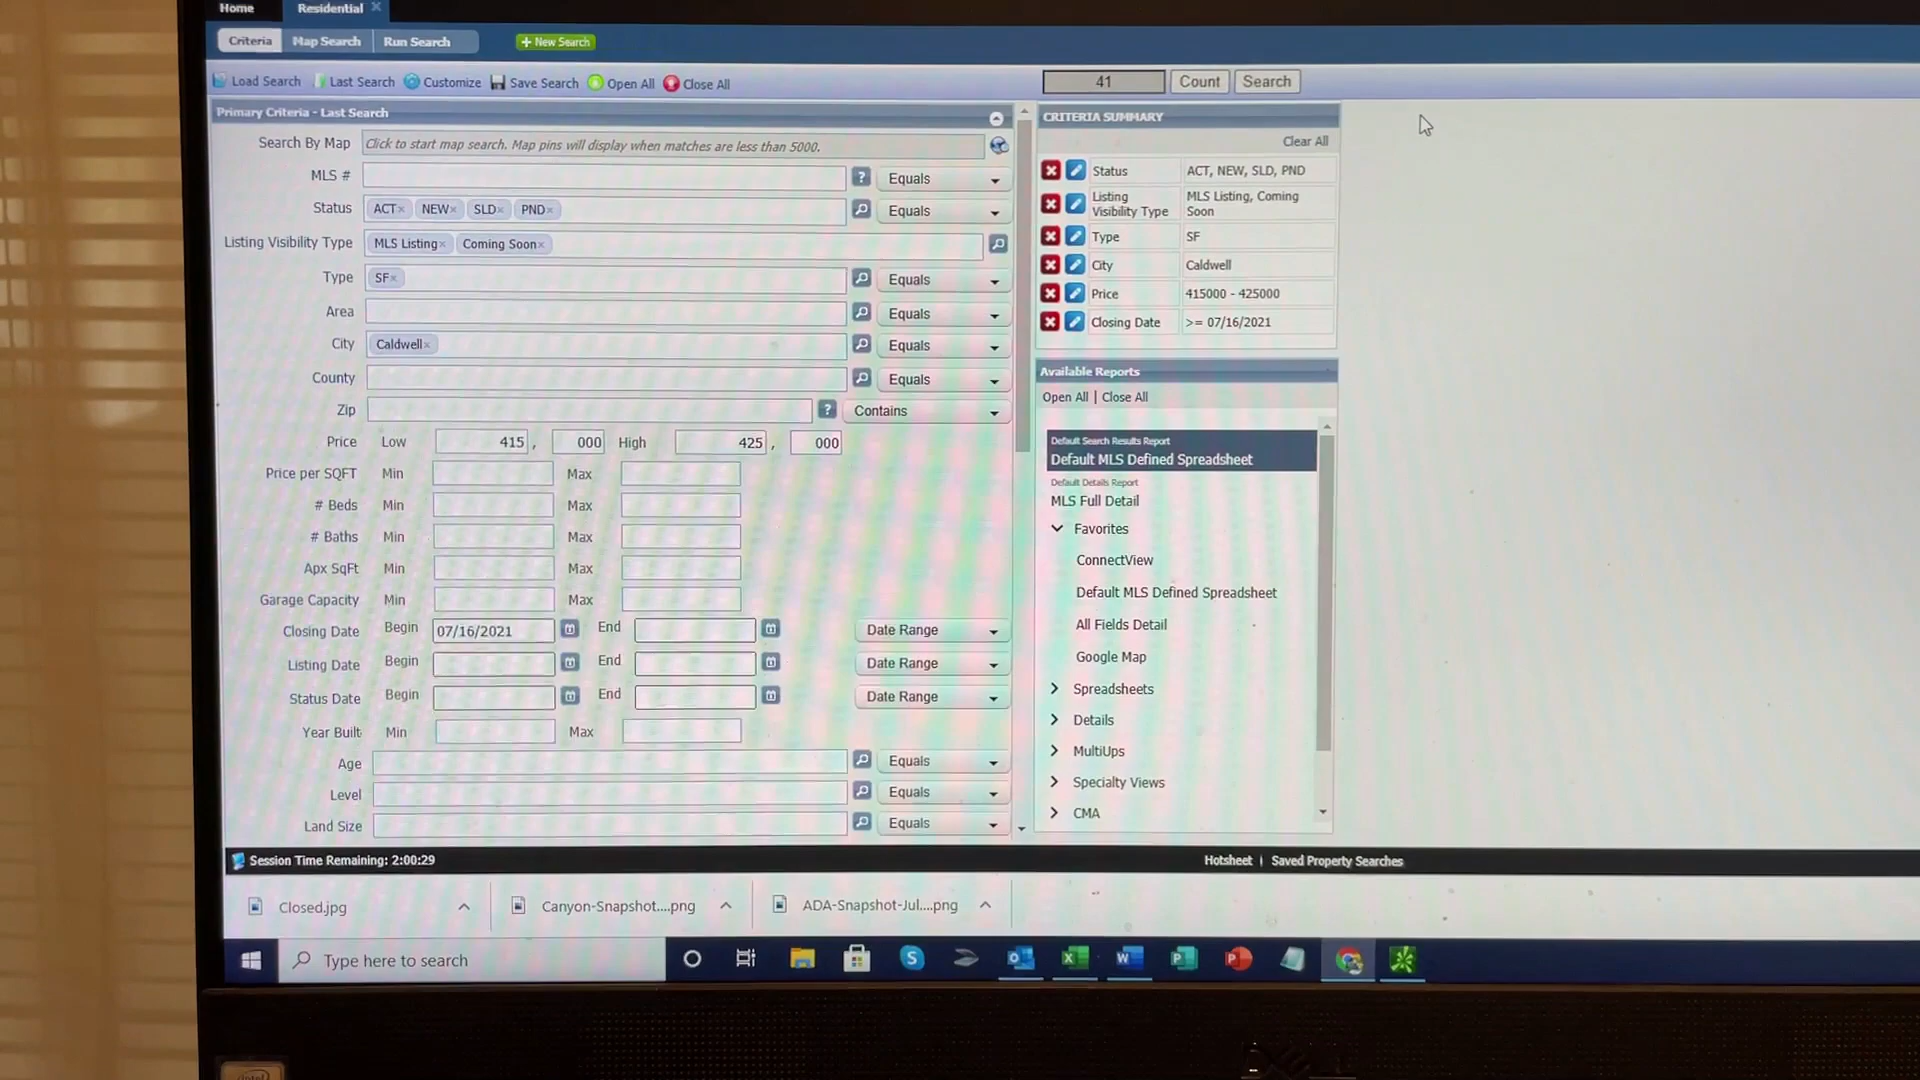 Home Residential
Criteria Map Search Run Search + New Search
Load Search Last Search Customize Save Search Open All Close All 41 Count Search
Primary Criteria - Last Search
Search By Map Click to start map search. Map pins will display when matches are less than 5000.
MLS # ? Equals
Status ACT× NEW× SLD× PND× Equals
Listing Visibility Type MLS Listing× Coming Soon×
Type SF× Equals
Area Equals
City Caldwell× Equals
County Equals
Zip ? Contains
Price Low 415 , 000 High 425 , 000
Price per SQFT Min Max
# Beds Min Max
# Baths Min Max
Apx SqFt Min Max
Garage Capacity Min Max
Closing Date Begin 07/16/2021 End Date Range
Listing Date Begin End Date Range
Status Date Begin End Date Range
Year Built Min Max
Age Equals
Level Equals
Land Size Equals
CRITERIA SUMMARY
Clear All
Status ACT, NEW, SLD, PND
Listing Visibility Type MLS Listing, Coming Soon
Type SF
City Caldwell
Price 415000 - 425000
Closing Date >= 07/16/2021
Available Reports
Open All | Close All
Default Search Results Report
Default MLS Defined Spreadsheet
Default Details Report
MLS Full Detail
Favorites
ConnectView
Default MLS Defined Spreadsheet
All Fields Detail
Google Map
Spreadsheets
Details
MultiUps
Specialty Views
CMA
Session Time Remaining: 2:00:29 Hotsheet | Saved Property Searches
Closed.jpg Canyon-Snapshot....png ADA-Snapshot-Jul....png
Type here to search
DELL
intel